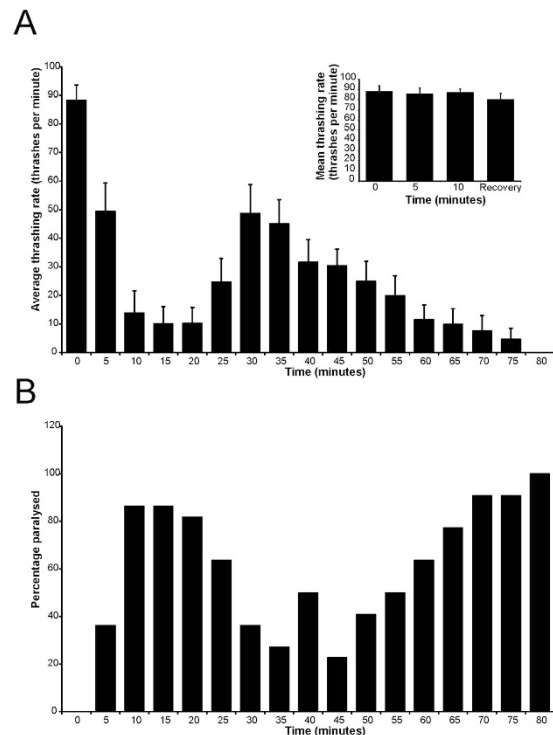 A
Average thrashing rate (thrashes per minute)
100
90
80
70
60
50
40
30
20
10
0
0 5 10 15 20 25 30 35 40 45 50 55 60 65 70 75 80
Time (minutes)
Mean thrashing rate
(thrashes per minute)
100
90
80
70
60
50
40
30
20
10
0
0 5 10 Recovery
Time (minutes)
B
Percentage paralysed
120
100
80
60
40
20
0
0 5 10 15 20 25 30 35 40 45 50 55 60 65 70 75 80
Time (minutes)